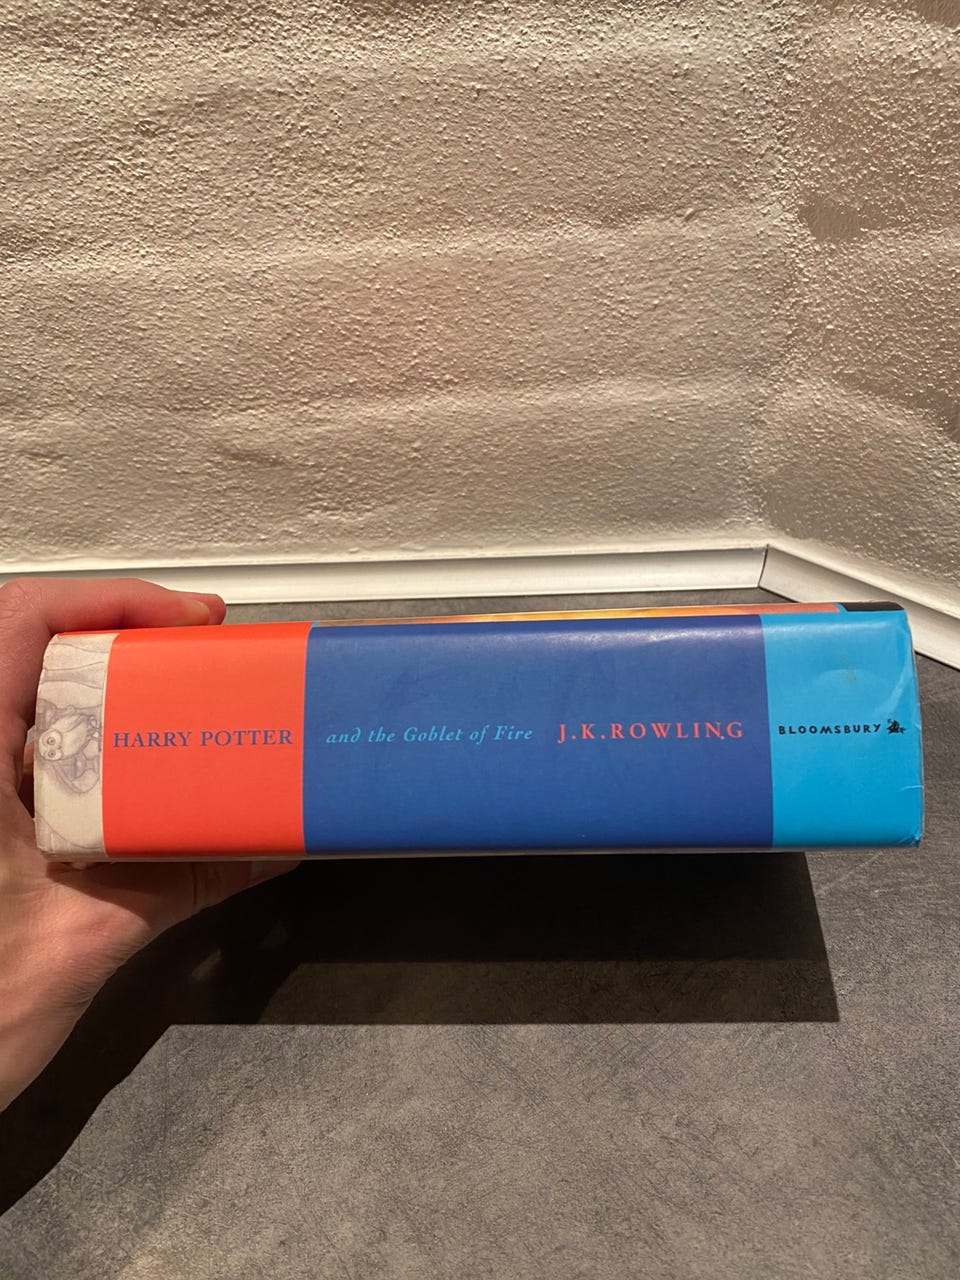 HARRY POTTER and the Goblet of Fire J.K.ROWLING BLOOMSBURY